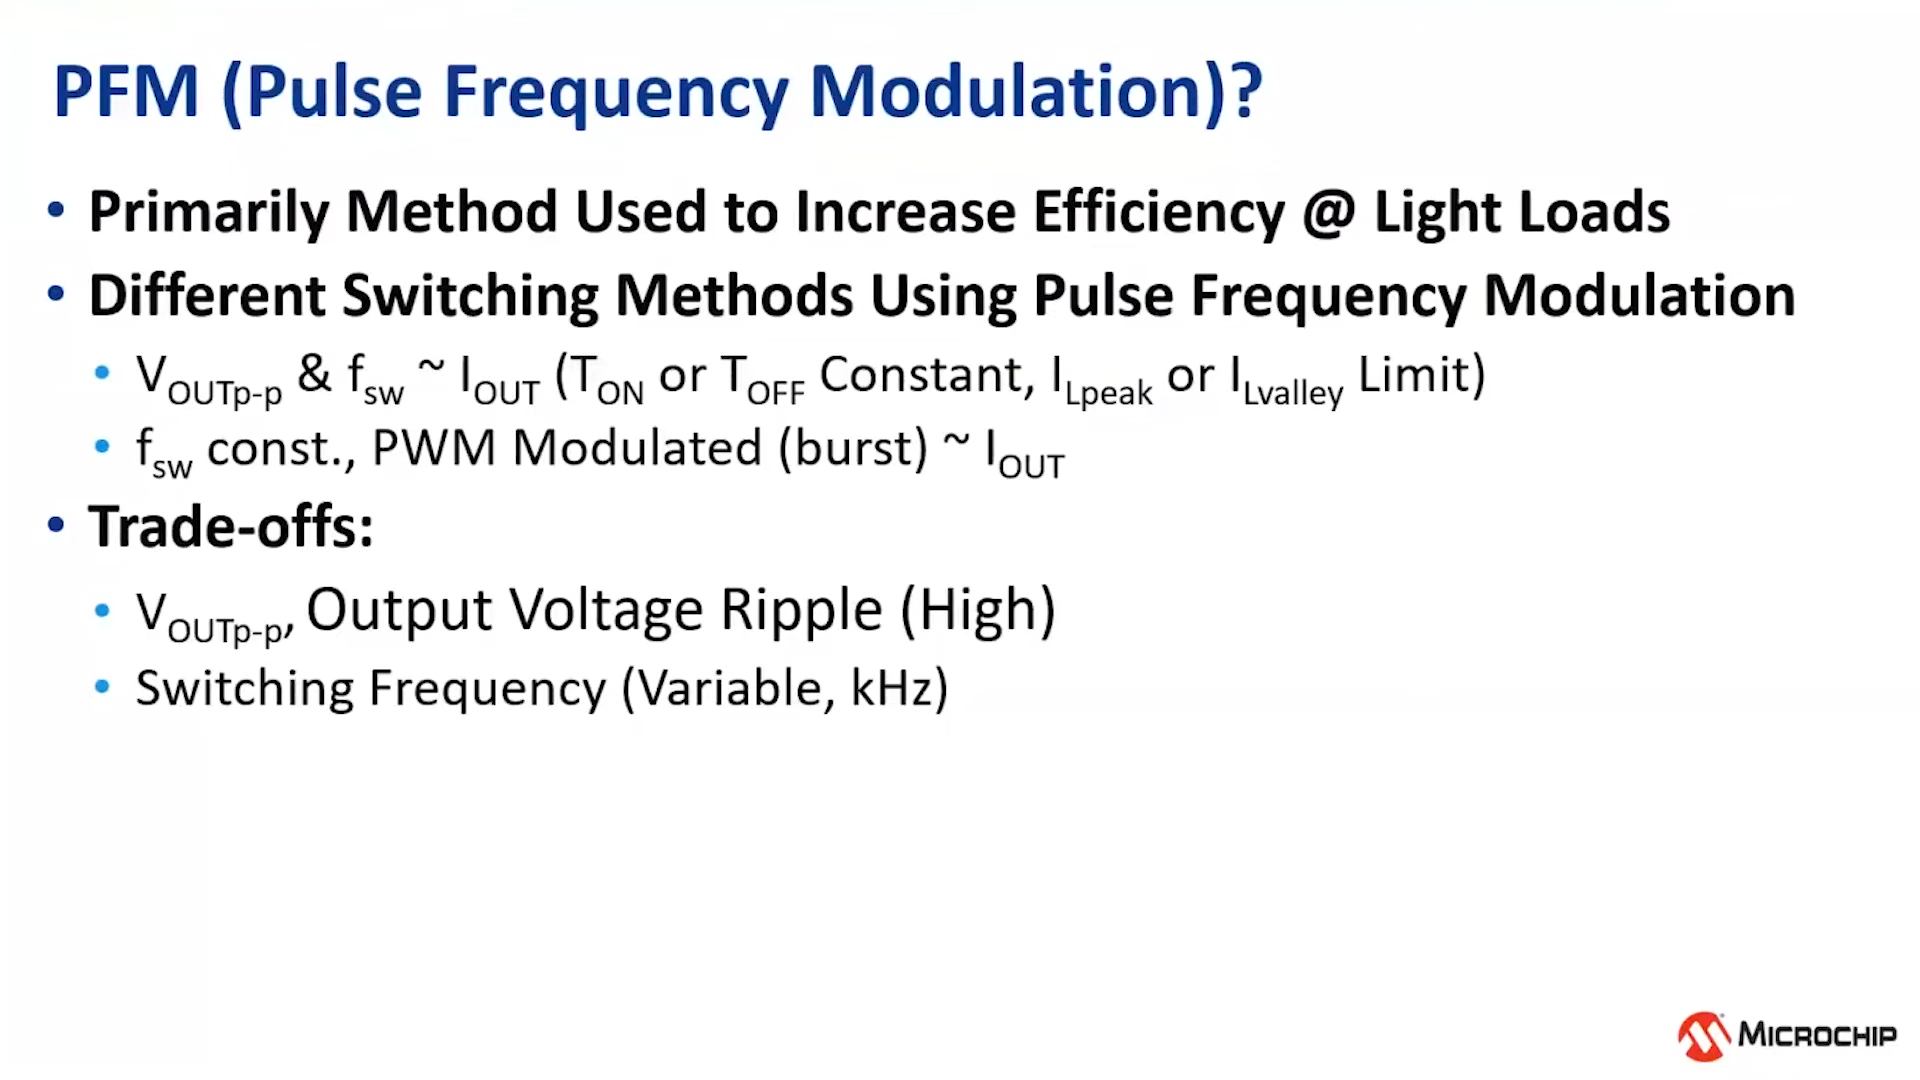 PFM (Pulse Frequency Modulation)?
• Primarily Method Used to Increase Efficiency @ Light Loads
• Different Switching Methods Using Pulse Frequency Modulation
• VOUTp-p & fsw ~ IOUT (TON or TOFF Constant, ILpeak or ILvalley Limit)
• fsw const., PWM Modulated (burst) ~ IOUT
• Trade-offs:
• VOUTp-p, Output Voltage Ripple (High)
• Switching Frequency (Variable, kHz)
MICROCHIP